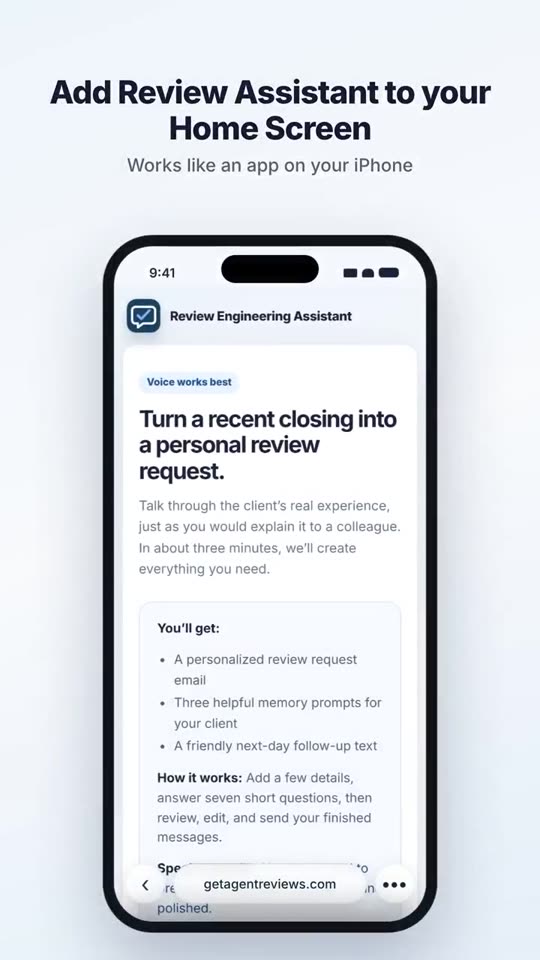 Add Review Assistant to your
Home Screen
Works like an app on your iPhone
9:41
Review Engineering Assistant
Voice works best
Turn a recent closing into
a personal review
request.
Talk through the client’s real experience,
just as you would explain it to a colleague.
In about three minutes, we’ll create
everything you need.
You’ll get:
• A personalized review request
email
• Three helpful memory prompts for
your client
• A friendly next-day follow-up text
How it works: Add a few details,
answer seven short questions, then
review, edit, and send your finished
messages.
to
getagentreviews.com
polished.